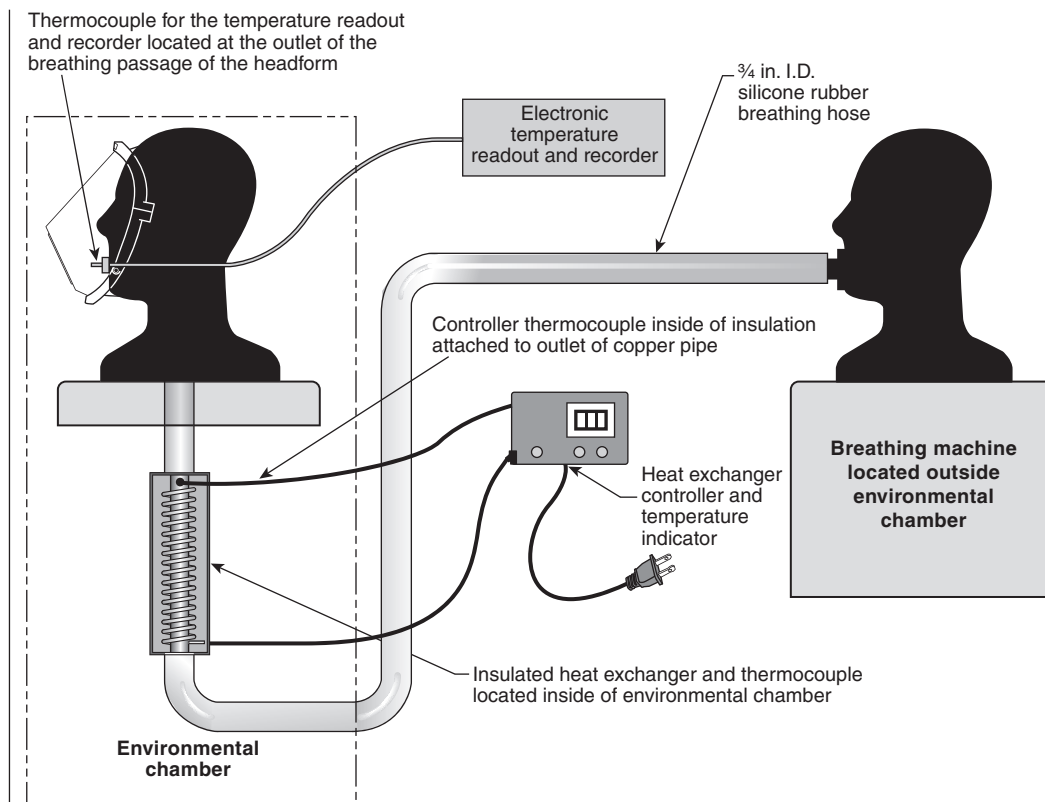 Thermocouple for the temperature readout
and recorder located at the outlet of the
breathing passage of the headform
¾ in. I.D.
silicone rubber
breathing hose
Electronic
temperature
readout and recorder
Controller thermocouple inside of insulation
attached to outlet of copper pipe
Heat exchanger
controller and
temperature
indicator
Breathing machine
located outside
environmental
chamber
Insulated heat exchanger and thermocouple
located inside of environmental chamber
Environmental
chamber